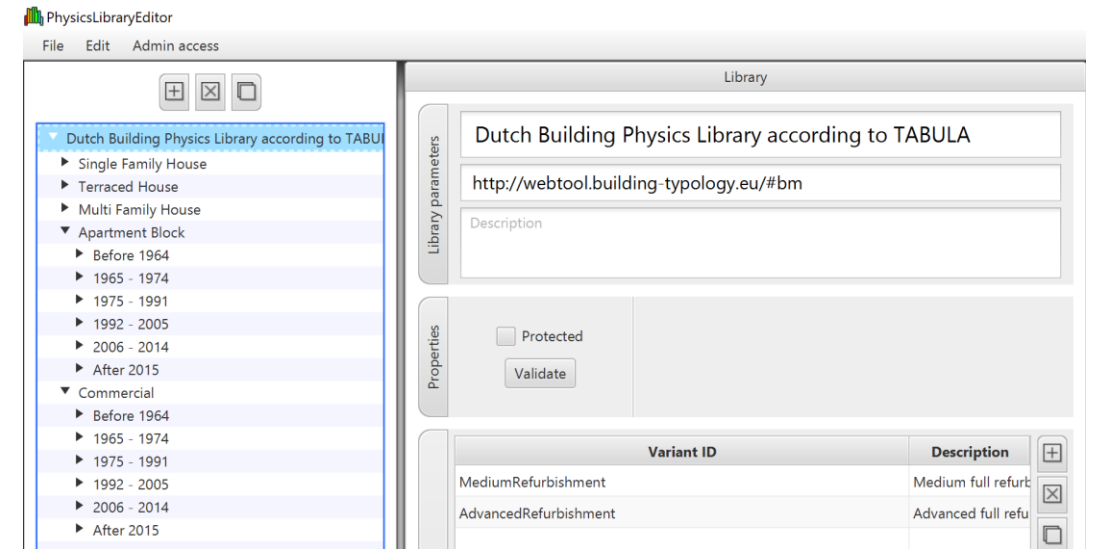 PhysicsLibraryEditor
File Edit Admin access
Dutch Building Physics Library according to TABUL
Single Family House
Terraced House
Multi Family House
Apartment Block
Before 1964
1965 - 1974
1975 - 1991
1992 - 2005
2006 - 2014
After 2015
Commercial
Before 1964
1965 - 1974
1975 - 1991
1992 - 2005
2006 - 2014
After 2015
Library
Library parameters
Dutch Building Physics Library according to TABULA
http://webtool.building-typology.eu/#bm
Description
Properties
Protected
Validate
Variant ID Description
MediumRefurbishment Medium full refurb
AdvancedRefurbishment Advanced full refu